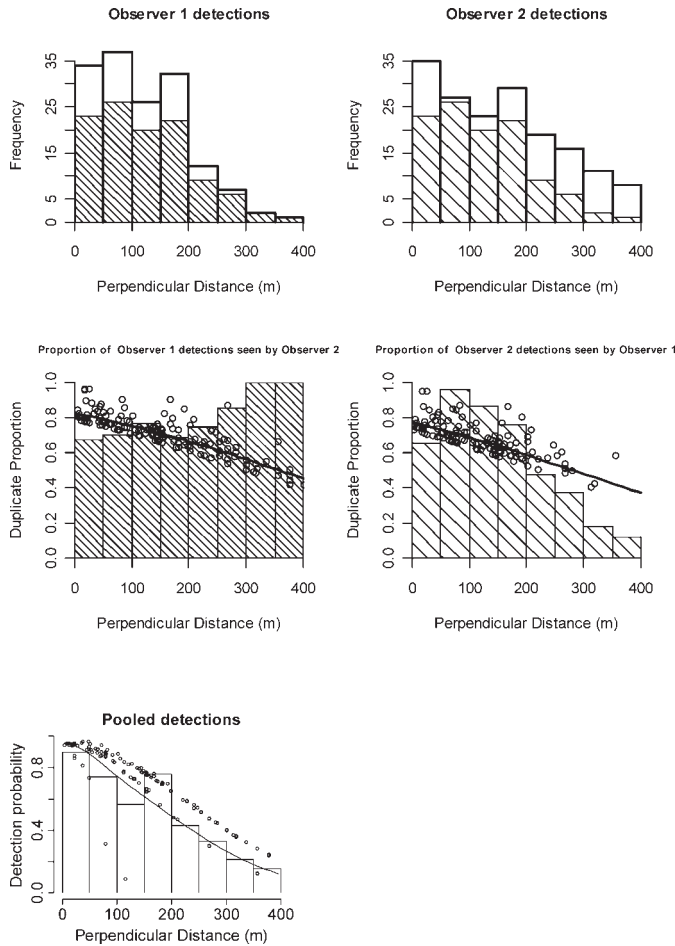 Observer 1 detections
Frequency
35
25
15
5
0
0 100 200 300 400
Perpendicular Distance (m)
Observer 2 detections
Frequency
35
25
15
5
0
0 100 200 300 400
Perpendicular Distance (m)
Proportion of Observer 1 detections seen by Observer 2
Duplicate Proportion
1.0
0.8
0.6
0.4
0.2
0.0
0 100 200 300 400
Perpendicular Distance (m)
Proportion of Observer 2 detections seen by Observer 1
Duplicate Proportion
1.0
0.8
0.6
0.4
0.2
0.0
0 100 200 300 400
Perpendicular Distance (m)
Pooled detections
Detection probability
0.8
0.4
0.0
0 100 200 300 400
Perpendicular Distance (m)